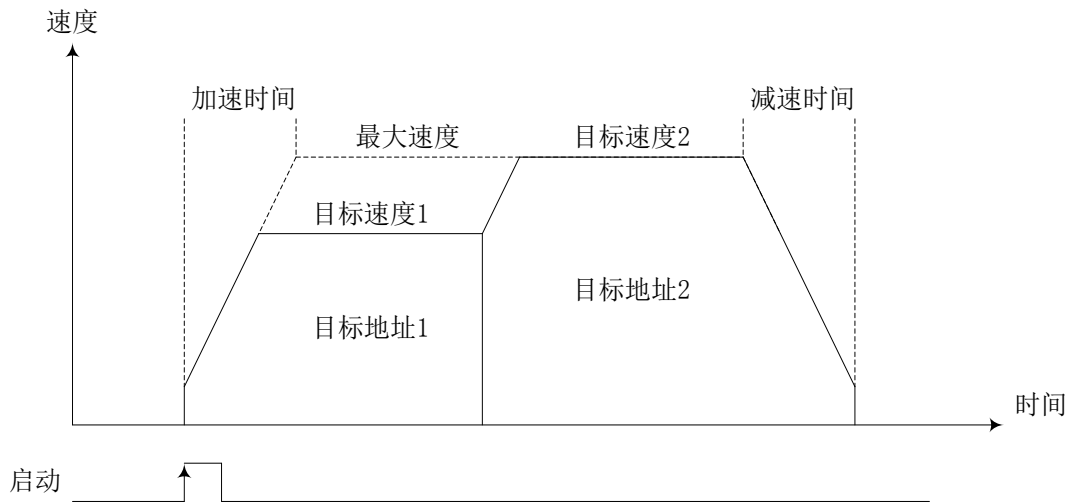 速度
加速时间
减速时间
最大速度
目标速度2
目标速度1
目标地址2
目标地址1
时间
启动